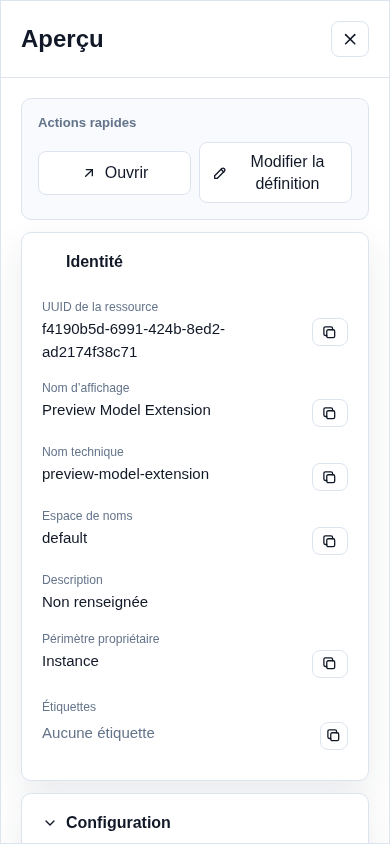 Aperçu
Actions rapides
Ouvrir
Modifier la
définition
Identité
UUID de la ressource
f4190b5d-6991-424b-8ed2-
ad2174f38c71
Nom d’affichage
Preview Model Extension
Nom technique
preview-model-extension
Espace de noms
default
Description
Non renseignée
Périmètre propriétaire
Instance
Étiquettes
Aucune étiquette
Configuration